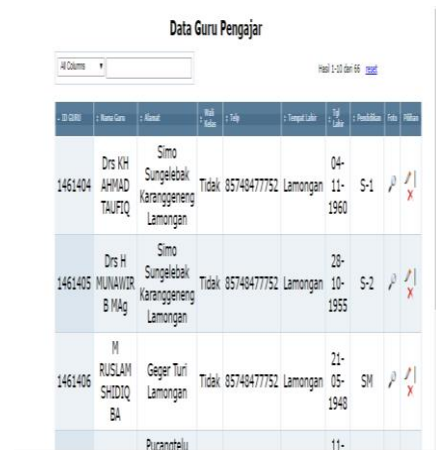 Data Guru Pengajar
All Columns
Hasil 1-10 dari 66 reset
ID GURU Nama Guru Alamat Wali Kelas Telp Tempat Lahir Tgl Lahir Pendidikan Foto Pilihan
1461404 Drs KH AHMAD TAUFIQ Simo Sungelebak Karanggeneng Lamongan Tidak 85748477752 Lamongan 04-11-1960 S-1
1461405 Drs H MUNAWIR B MAg Simo Sungelebak Karanggeneng Lamongan Tidak 85748477752 Lamongan 28-10-1955 S-2
1461406 M RUSLAM SHIDIQ BA Geger Turi Lamongan Tidak 85748477752 Lamongan 21-05-1948 SM
Pucangtelu 11-